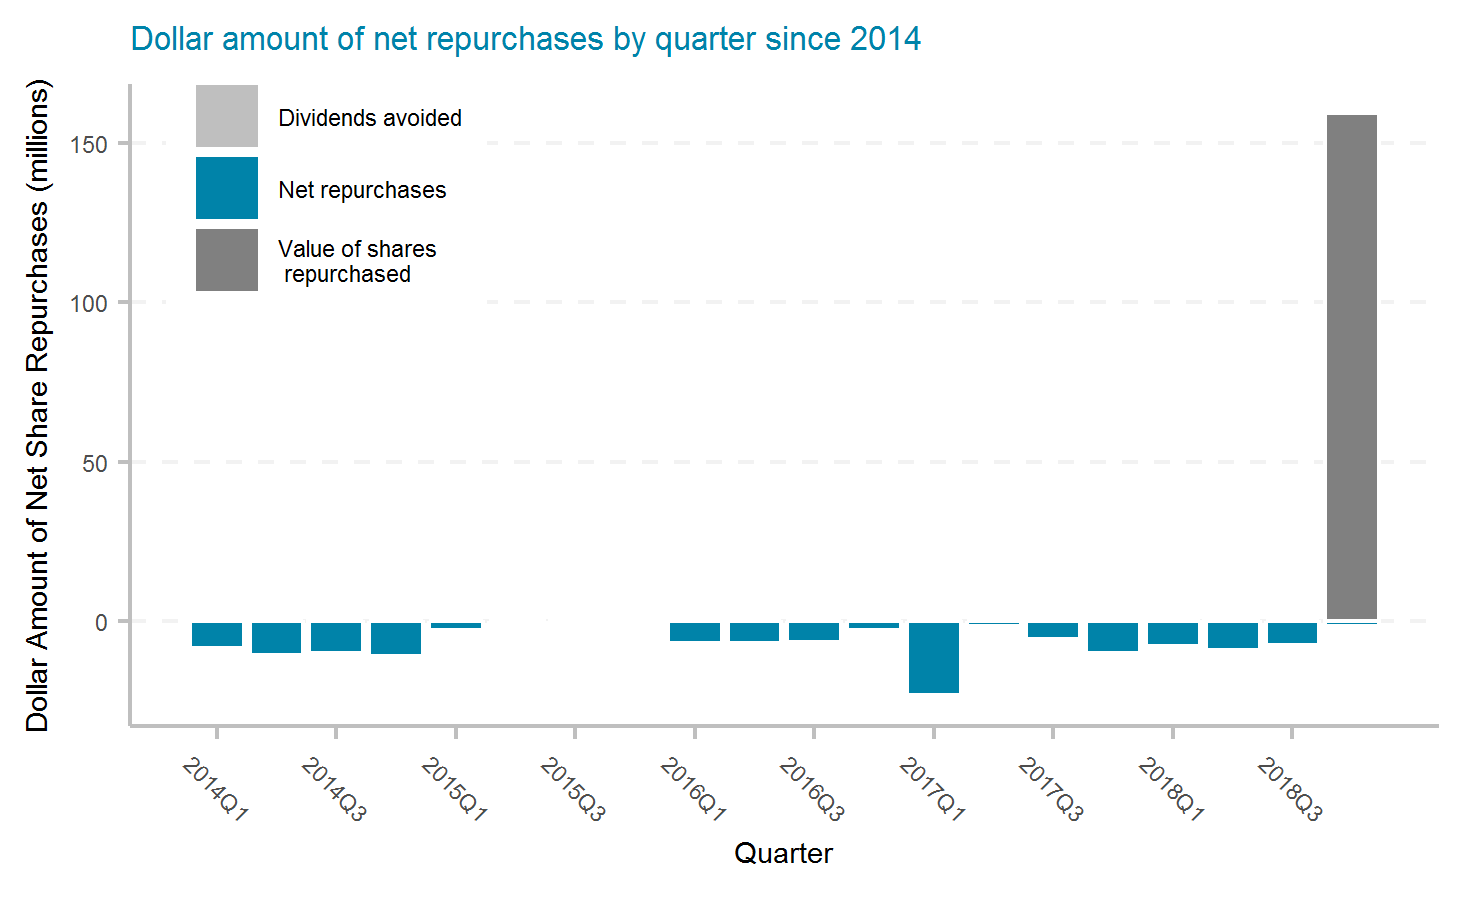 Dollar amount of net repurchases by quarter since 2014
Dollar Amount of Net Share Repurchases (millions)
150
100
50
0
Dividends avoided
Net repurchases
Value of shares
repurchased
2014Q1
2014Q3
2015Q1
2015Q3
2016Q1
2016Q3
2017Q1
2017Q3
2018Q1
2018Q3
Quarter